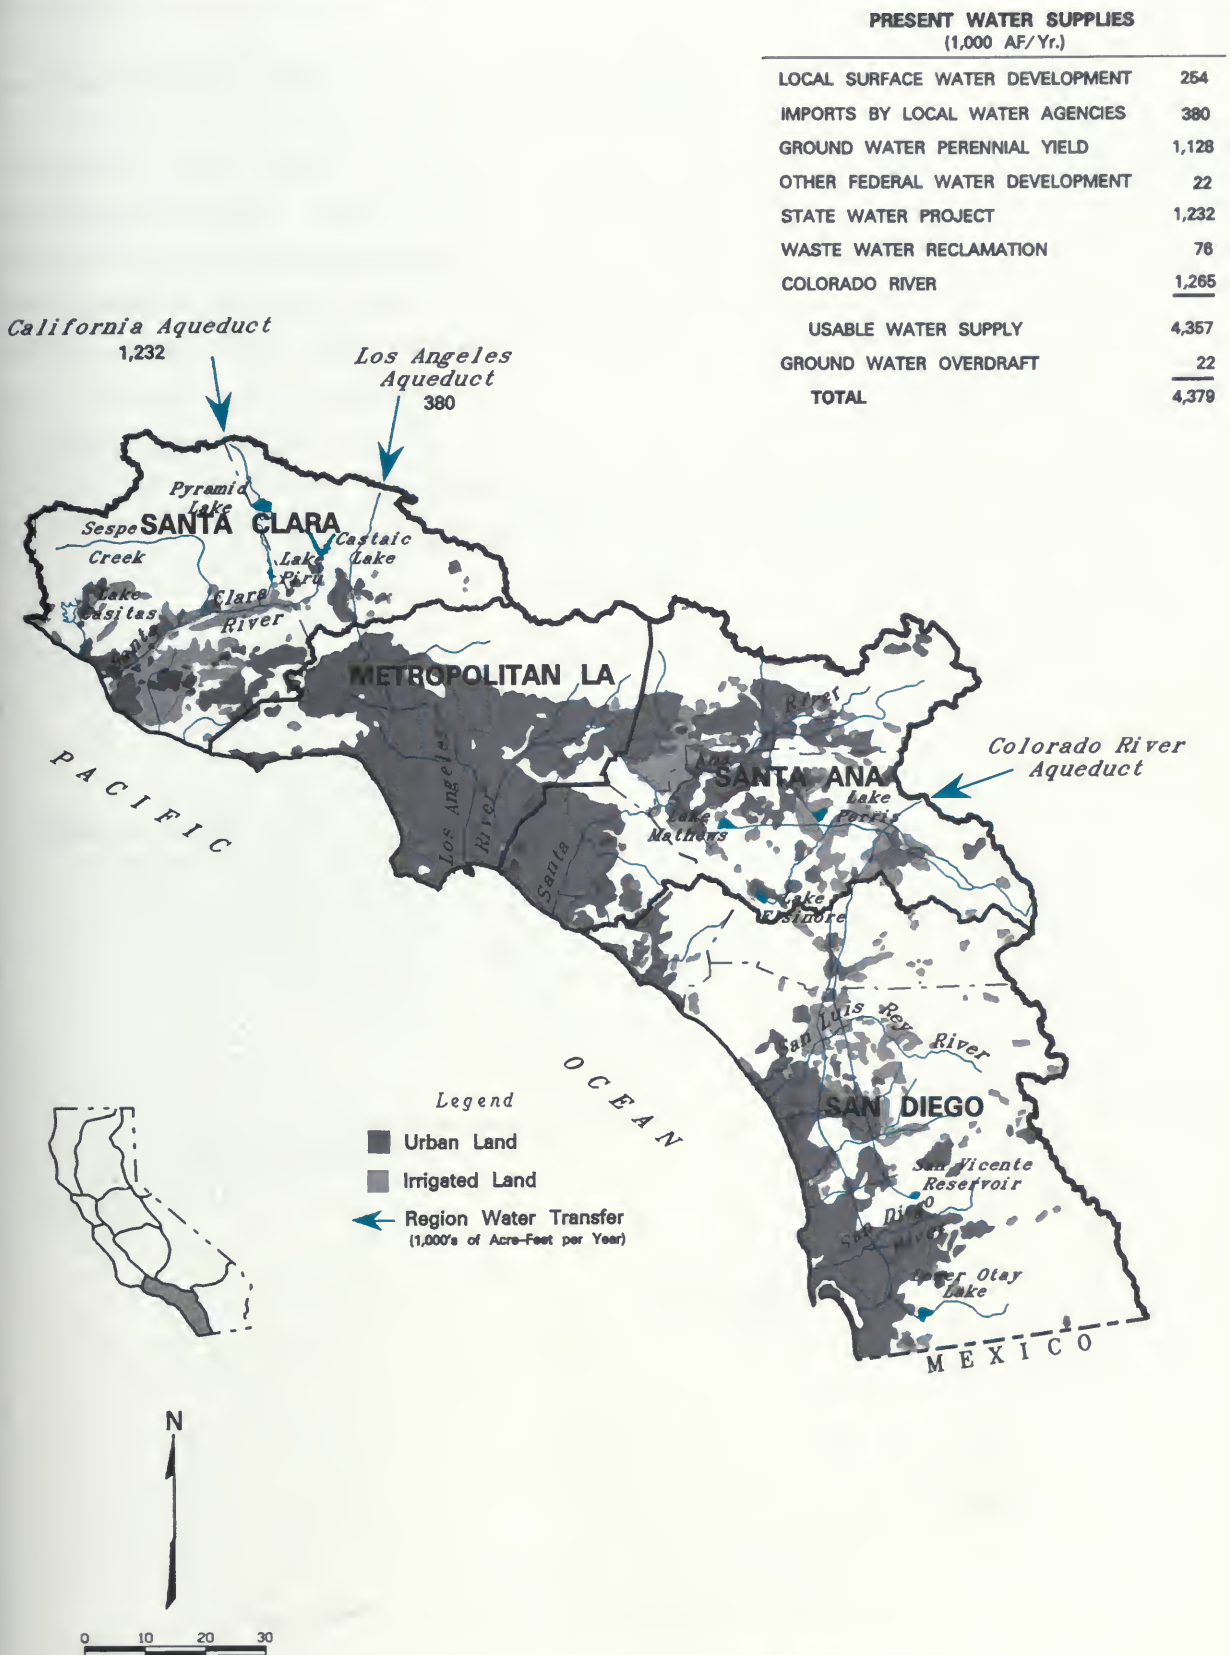 PRESENT WATER SUPPLIES
(1,000 AF/Yr.)
LOCAL SURFACE WATER DEVELOPMENT 254
IMPORTS BY LOCAL WATER AGENCIES 380
GROUND WATER PERENNIAL YIELD 1,128
OTHER FEDERAL WATER DEVELOPMENT 22
STATE WATER PROJECT 1,232
WASTE WATER RECLAMATION 76
COLORADO RIVER 1,265
USABLE WATER SUPPLY 4,357
GROUND WATER OVERDRAFT 22
TOTAL 4,379
California Aqueduct
1,232
Los Angeles
Aqueduct
380
Pyramid
Lake
SANTA CLARA
Sespe
Creek
Castaic
Lake
Lake
Piru
Lake
Casitas
Santa
Clara
River
METROPOLITAN LA
Los Angeles
River
Santa
Ana
River
SANTA ANA
Lake
Mathews
Lake
Perris
Lake
Elsinore
Colorado River
Aqueduct
PACIFIC
OCEAN
San Luis Rey
River
SAN DIEGO
San Vicente
Reservoir
San Diego
River
Lower Otay
Lake
MEXICO
Legend
Urban Land
Irrigated Land
Region Water Transfer
(1,000's of Acre-Feet per Year)
N
0 10 20 30